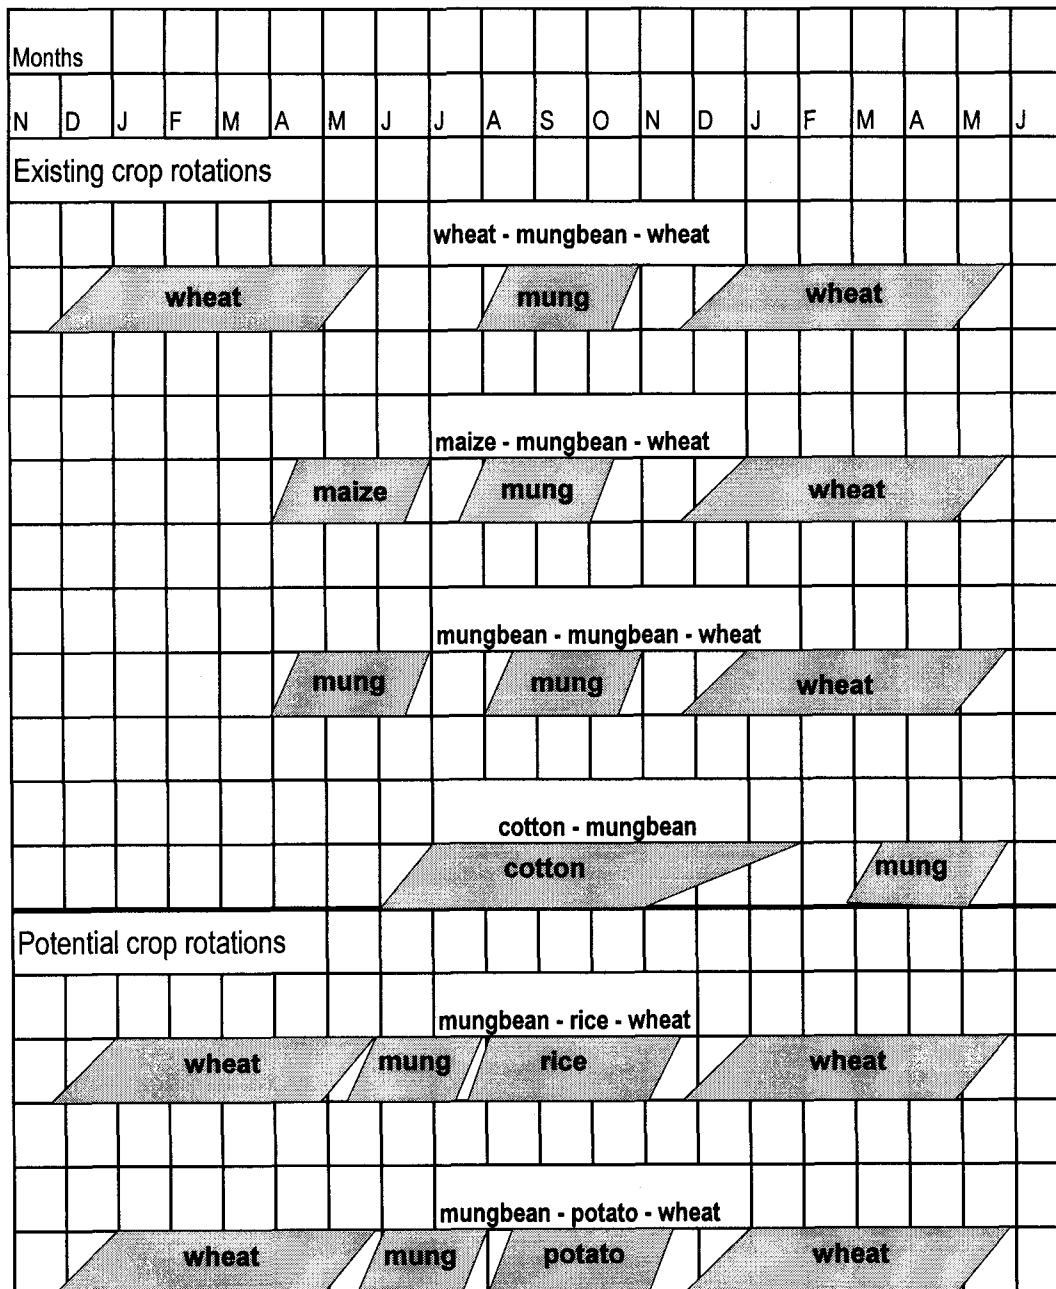 Months
N D J F M A M J J A S O N D J F M A M J
Existing crop rotations
wheat - mungbean - wheat
wheat mung wheat
maize - mungbean - wheat
maize mung wheat
mungbean - mungbean - wheat
mung mung wheat
cotton - mungbean
cotton mung
Potential crop rotations
mungbean - rice - wheat
wheat mung rice wheat
mungbean - potato - wheat
wheat mung potato wheat